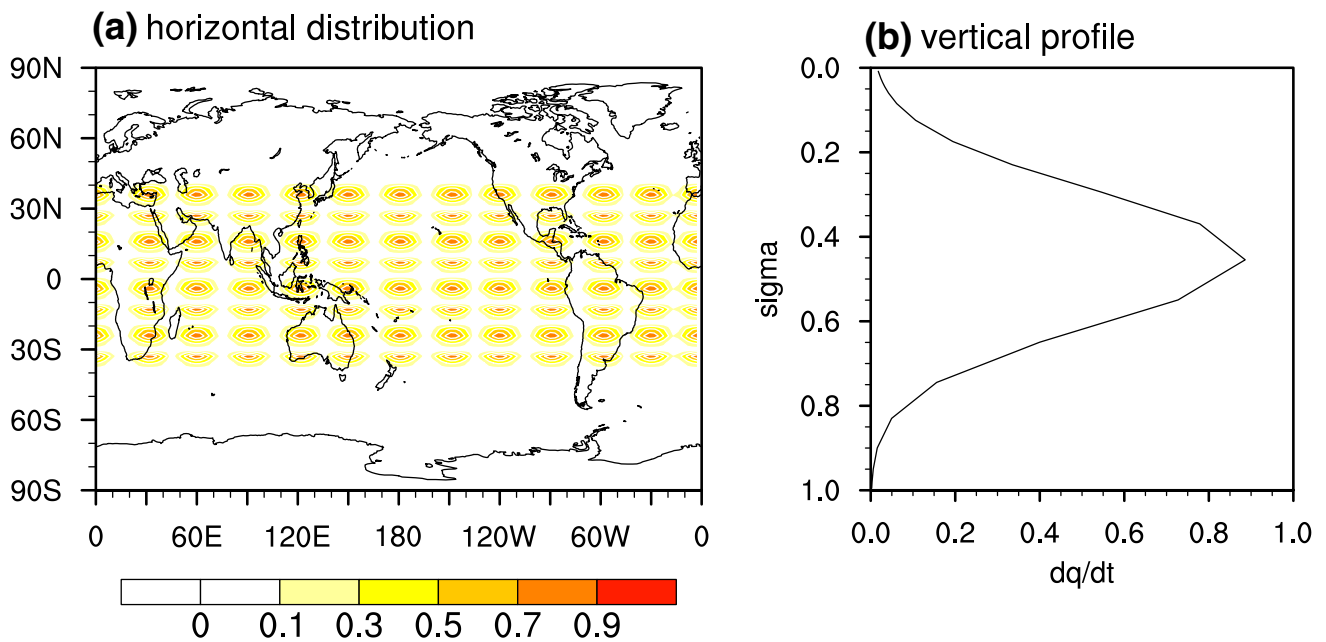 (a) horizontal distribution
90N
60N
30N
0
30S
60S
90S
0 60E 120E 180 120W 60W 0
0 0.1 0.3 0.5 0.7 0.9
(b) vertical profile
0.0
0.2
0.4
0.6
0.8
1.0
sigma
0.0 0.2 0.4 0.6 0.8 1.0
dq/dt